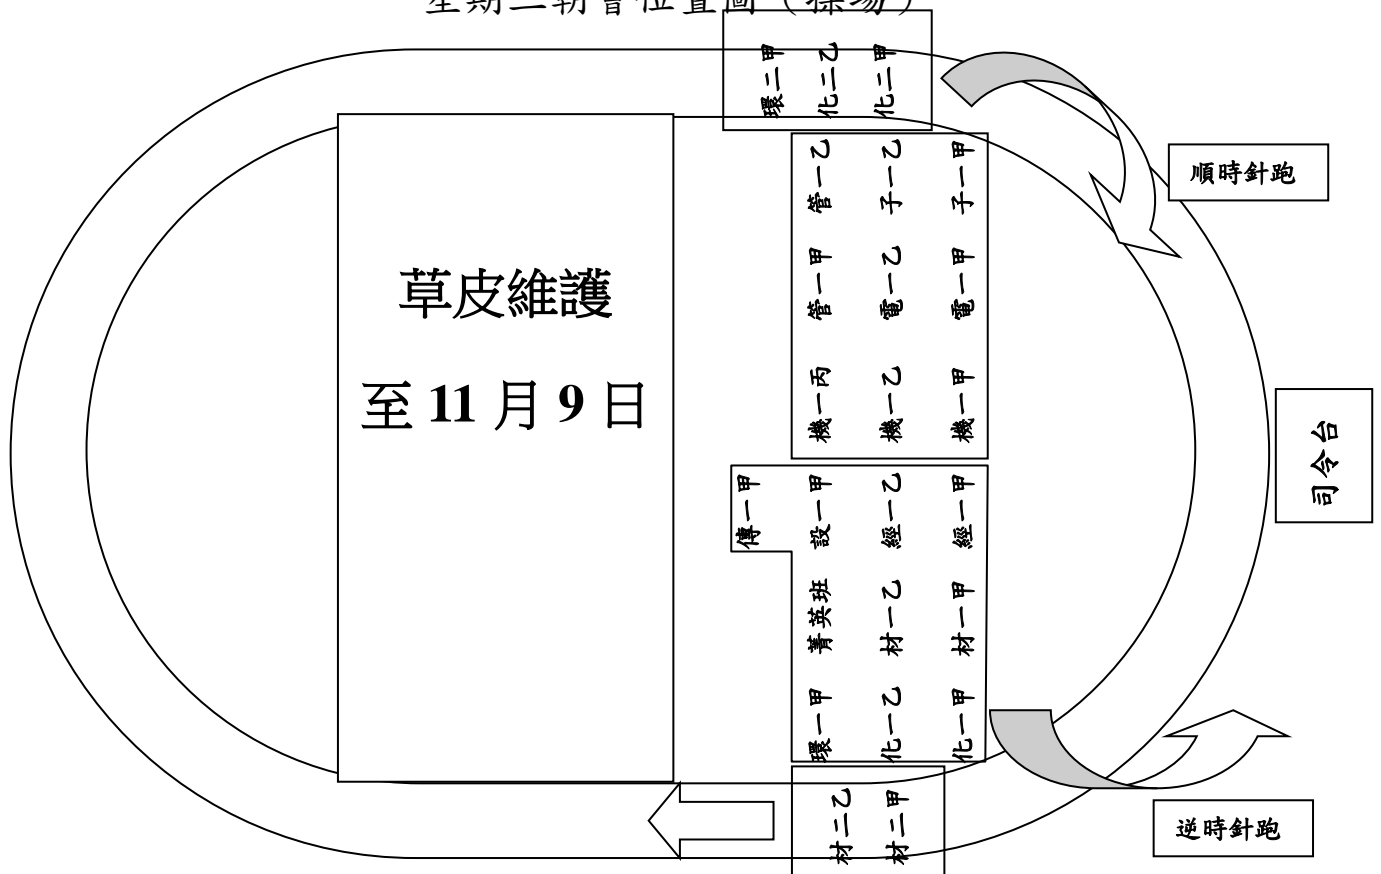 星期二朝會位置圖（操場）
環二甲
化二乙
化二甲
順時針跑
管一乙
子一乙
子一甲
管一甲
電一乙
電一甲
機一丙
機一乙
機一甲
草皮維護
至 11 月 9 日
司令台
傳一甲
設一甲
經一乙
經一甲
菁英班
材一乙
材一甲
環一甲
化一乙
化一甲
材二乙
材二甲
逆時針跑